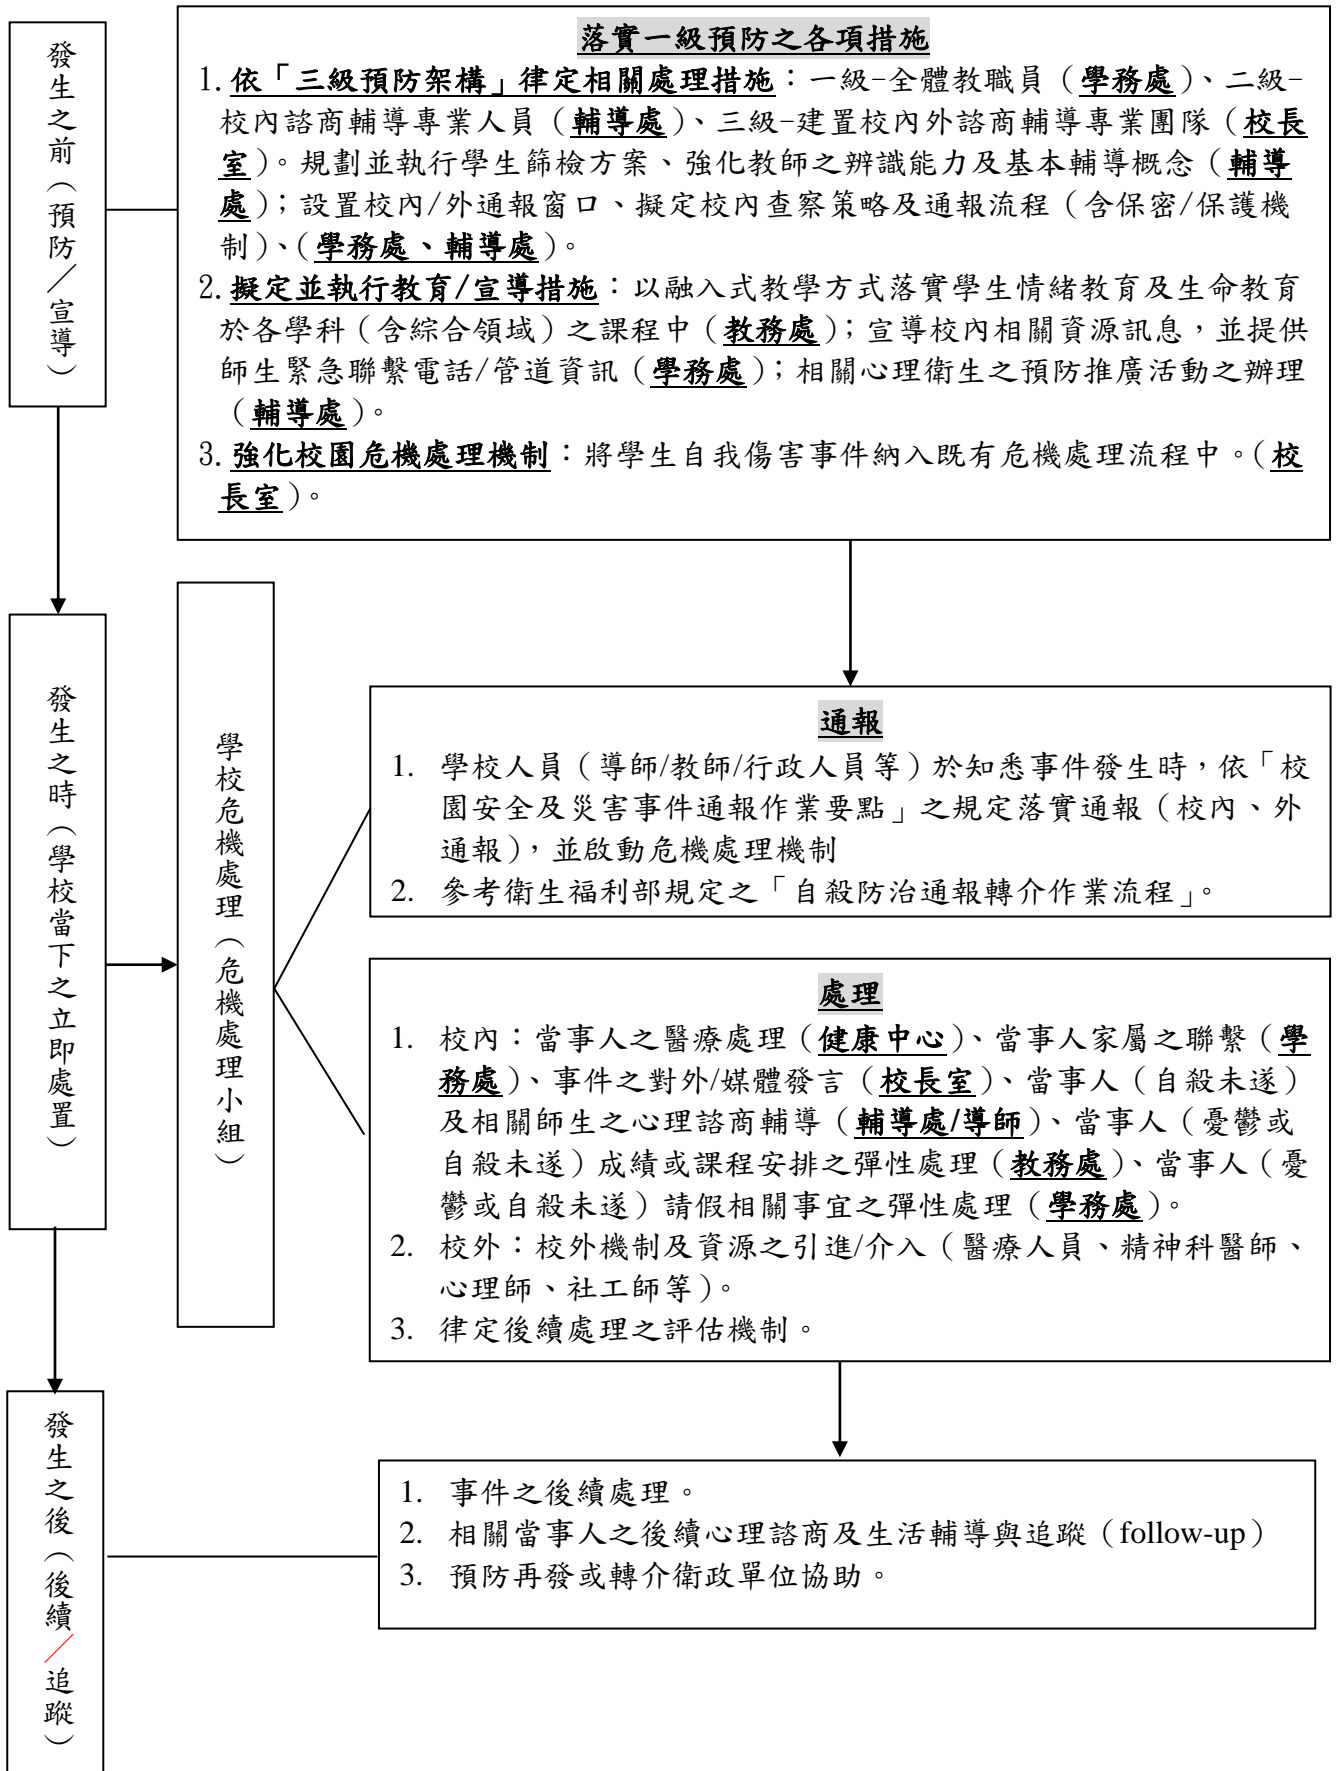 發生之前（預防／宣導）
落實一級預防之各項措施
1.依「三級預防架構」律定相關處理措施：一級-全體教職員（學務處）、二級-
校內諮商輔導專業人員（輔導處）、三級-建置校內外諮商輔導專業團隊（校長
室）。規劃並執行學生篩檢方案、強化教師之辨識能力及基本輔導概念（輔導
處）；設置校內/外通報窗口、擬定校內查察策略及通報流程（含保密/保護機
制）、（學務處、輔導處）。
2.擬定並執行教育/宣導措施：以融入式教學方式落實學生情緒教育及生命教育
於各學科（含綜合領域）之課程中（教務處）；宣導校內相關資源訊息，並提供
師生緊急聯繫電話/管道資訊（學務處）；相關心理衛生之預防推廣活動之辦理
（輔導處）。
3.強化校園危機處理機制：將學生自我傷害事件納入既有危機處理流程中。（校
長室）。
發生之時（學校當下之立即處置）
學校危機處理（危機處理小組）
通報
1. 學校人員（導師/教師/行政人員等）於知悉事件發生時，依「校
園安全及災害事件通報作業要點」之規定落實通報（校內、外
通報），並啟動危機處理機制
2. 參考衛生福利部規定之「自殺防治通報轉介作業流程」。
處理
1. 校內：當事人之醫療處理（健康中心）、當事人家屬之聯繫（學
務處）、事件之對外/媒體發言（校長室）、當事人（自殺未遂）
及相關師生之心理諮商輔導（輔導處/導師）、當事人（憂鬱或
自殺未遂）成績或課程安排之彈性處理（教務處）、當事人（憂
鬱或自殺未遂）請假相關事宜之彈性處理（學務處）。
2. 校外：校外機制及資源之引進/介入（醫療人員、精神科醫師、
心理師、社工師等）。
3. 律定後續處理之評估機制。
發生之後（後續／追蹤）
1. 事件之後續處理。
2. 相關當事人之後續心理諮商及生活輔導與追蹤（follow-up）
3. 預防再發或轉介衛政單位協助。